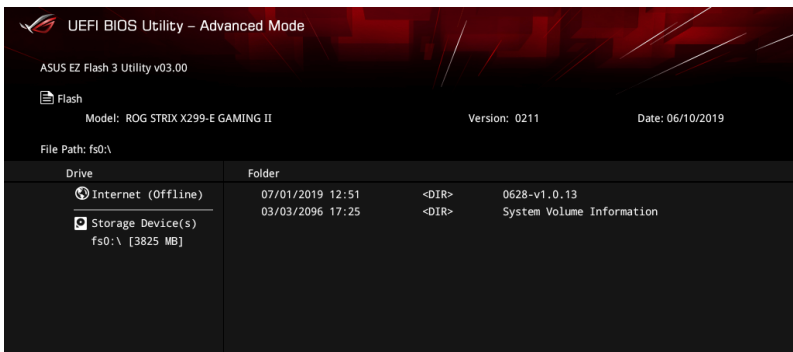 UEFI BIOS Utility – Advanced Mode
ASUS EZ Flash 3 Utility v03.00
Flash
Model: ROG STRIX X299-E GAMING II Version: 0211 Date: 06/10/2019
File Path: fs0:\
Drive Folder
Internet (Offline) 07/01/2019 12:51 <DIR> 0628-v1.0.13
03/03/2096 17:25 <DIR> System Volume Information
Storage Device(s)
fs0:\ [3825 MB]